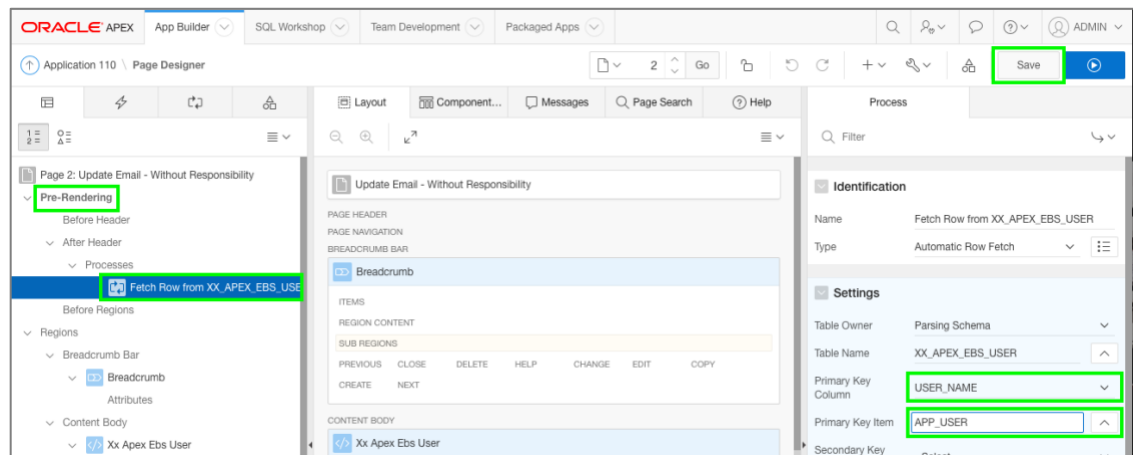 ORACLE APEX App Builder SQL Workshop Team Development Packaged Apps ADMIN
Application 110 \ Page Designer 2 Go Save
Layout Component... Messages Page Search Help Process
Filter
Page 2: Update Email - Without Responsibility
Pre-Rendering
Before Header
After Header
Processes
Fetch Row from XX_APEX_EBS_USE
Before Regions
Regions
Breadcrumb Bar
Breadcrumb
Attributes
Content Body
Xx Apex Ebs User
Update Email - Without Responsibility
PAGE HEADER
PAGE NAVIGATION
BREADCRUMB BAR
Breadcrumb
ITEMS
REGION CONTENT
SUB REGIONS
PREVIOUS CLOSE DELETE HELP CHANGE EDIT COPY
CREATE NEXT
CONTENT BODY
Xx Apex Ebs User
Identification
Name Fetch Row from XX_APEX_EBS_USER
Type Automatic Row Fetch
Settings
Table Owner Parsing Schema
Table Name XX_APEX_EBS_USER
Primary Key
Column USER_NAME
Primary Key Item APP_USER
Secondary Key